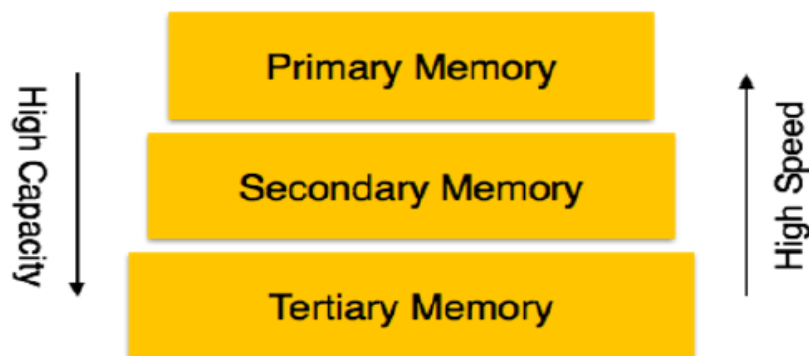 Primary Memory
Secondary Memory
Tertiary Memory
High Capacity
High Speed